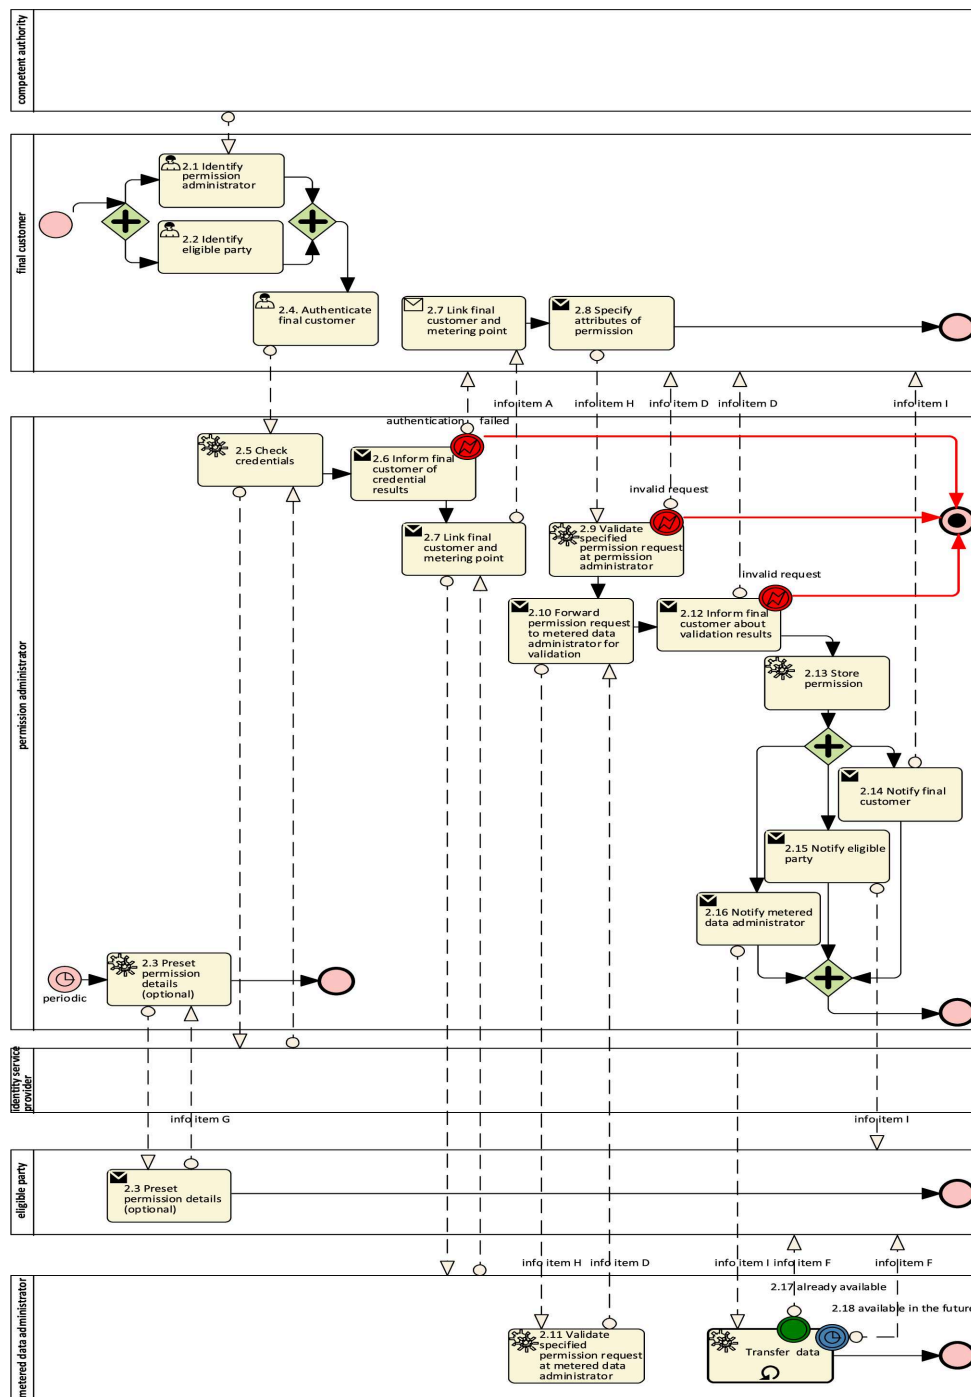 competent authority
final customer
2.1 Identify
permission
administrator
2.2 Identify
eligible party
2.4. Authenticate
final customer
2.7 Link final
customer and
metering point
2.8 Specify
attributes of
permission
info item A
info item H
info item D
info item D
info item I
permission administrator
authentication failed
2.5 Check
credentials
2.6 Inform final
customer of
credential
results
2.7 Link final
customer and
metering point
invalid request
2.9 Validate
specified
permission request
at permission
administrator
invalid request
2.10 Forward
permission request
to metered data
administrator for
validation
2.12 Inform final
customer about
validation results
2.13 Store
permission
2.14 Notify final
customer
2.15 Notify eligible
party
2.16 Notify metered
data administrator
periodic
2.3 Preset
permission
details
(optional)
identity service
provider
info item G
info item I
eligible party
2.3 Preset
permission details
(optional)
info item H
info item D
info item I
info item F
info item F
metered data administrator
2.17 already available
2.18 available in the future
2.11 Validate
specified
permission request
at metered data
administrator
Transfer data